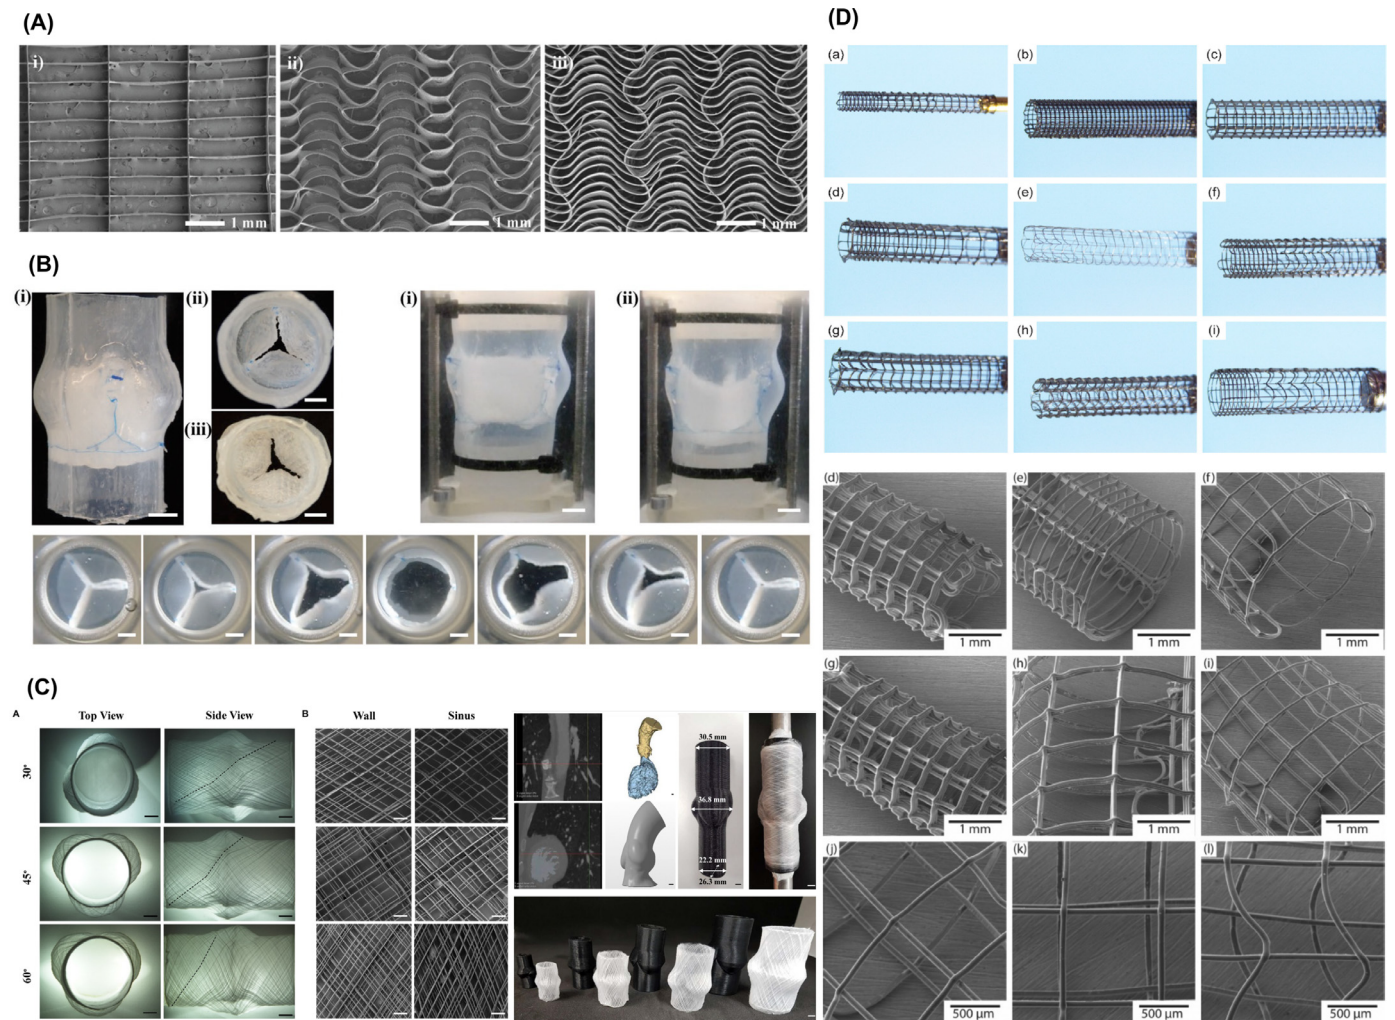 (A)
i)
1 mm
ii)
1 mm
iii)
1 mm
(B)
(i)
(ii)
(iii)
(i)
(ii)
(C)
A
Top View
Side View
30°
45°
60°
B
Wall
Sinus
30.5 mm
36.8 mm
22.2 mm
26.3 mm
(D)
(a)
(b)
(c)
(d)
(e)
(f)
(g)
(h)
(i)
(d)
1 mm
(e)
1 mm
(f)
1 mm
(g)
1 mm
(h)
1 mm
(i)
1 mm
(j)
500 µm
(k)
500 µm
(l)
500 µm